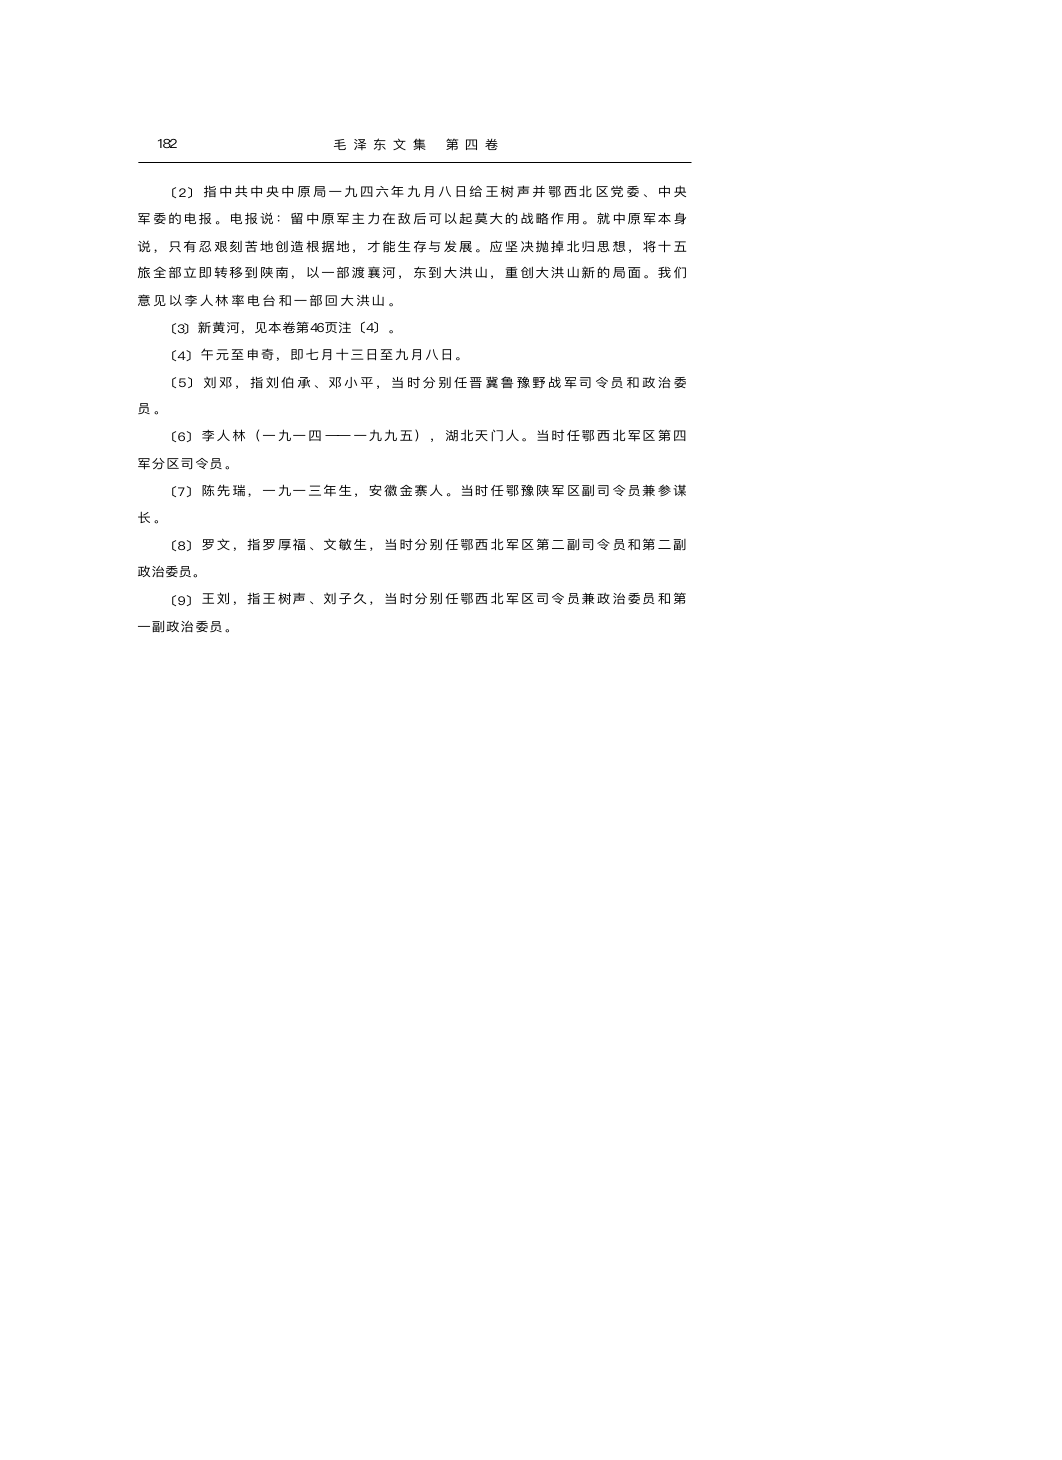 182 毛泽东文集 第四卷
〔2〕指中共中央中原局一九四六年九月八日给王树声并鄂西北区党委、中央
军委的电报。电报说：留中原军主力在敌后可以起莫大的战略作用。就中原军本身
说，只有忍艰刻苦地创造根据地，才能生存与发展。应坚决抛掉北归思想，将十五
旅全部立即转移到陕南，以一部渡襄河，东到大洪山，重创大洪山新的局面。我们
意见以李人林率电台和一部回大洪山。
〔3〕新黄河，见本卷第46页注〔4〕。
〔4〕午元至申奇，即七月十三日至九月八日。
〔5〕刘邓，指刘伯承、邓小平，当时分别任晋冀鲁豫野战军司令员和政治委
员。
〔6〕李人林（一九一四——一九九五），湖北天门人。当时任鄂西北军区第四
军分区司令员。
〔7〕陈先瑞，一九一三年生，安徽金寨人。当时任鄂豫陕军区副司令员兼参谋
长。
〔8〕罗文，指罗厚福、文敏生，当时分别任鄂西北军区第二副司令员和第二副
政治委员。
〔9〕王刘，指王树声、刘子久，当时分别任鄂西北军区司令员兼政治委员和第
一副政治委员。